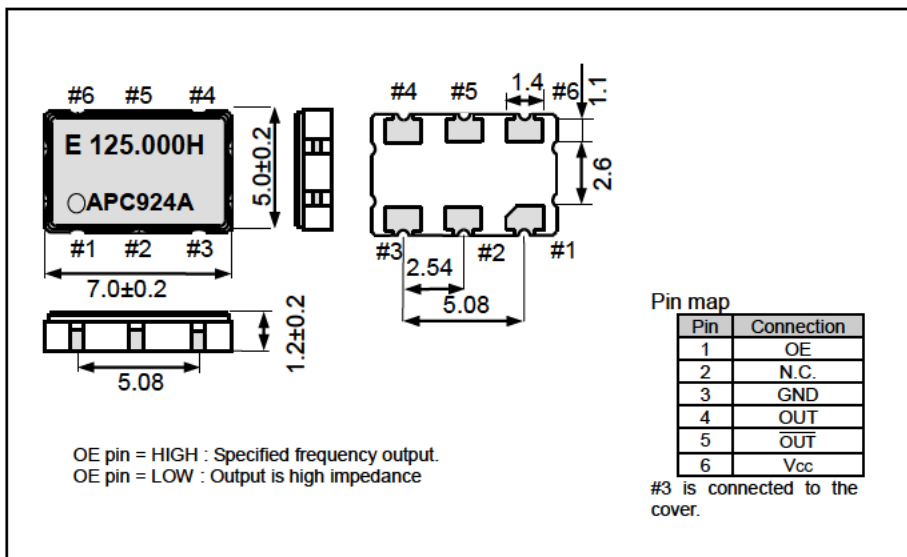 #6 #5 #4
E 125.000H
○APC924A
#1 #2 #3
5.0±0.2
7.0±0.2
1.2±0.2
5.08
#4 #5 1.4 #6
1.1
2.6
#3 #2 #1
2.54
5.08
OE pin = HIGH : Specified frequency output.
OE pin = LOW : Output is high impedance
Pin map
Pin Connection
1 OE
2 N.C.
3 GND
4 OUT
5 O̅U̅T̅
6 Vcc
#3 is connected to the
cover.